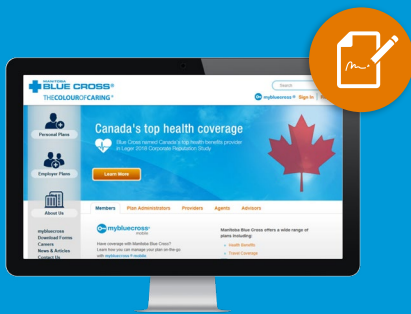 MANITOBA
BLUE CROSS®
THECOLOUROFCARING®
Search
mybluecross® Sign In
Personal Plans
Employer Plans
About Us
mybluecross
Download Forms
Careers
News & Articles
Contact Us
Canada's top health coverage
Blue Cross named Canada's top health benefits provider
in Leger 2018 Corporate Reputation Study
Learn More
Members
Plan Administrators
Providers
Agents
Advisors
mybluecross®
mobile
Have coverage with Manitoba Blue Cross?
Learn how you can manage your plan on the go
with mybluecross® mobile
Manitoba Blue Cross offers a wide range of
plans including:
Health Benefits
Travel Coverage